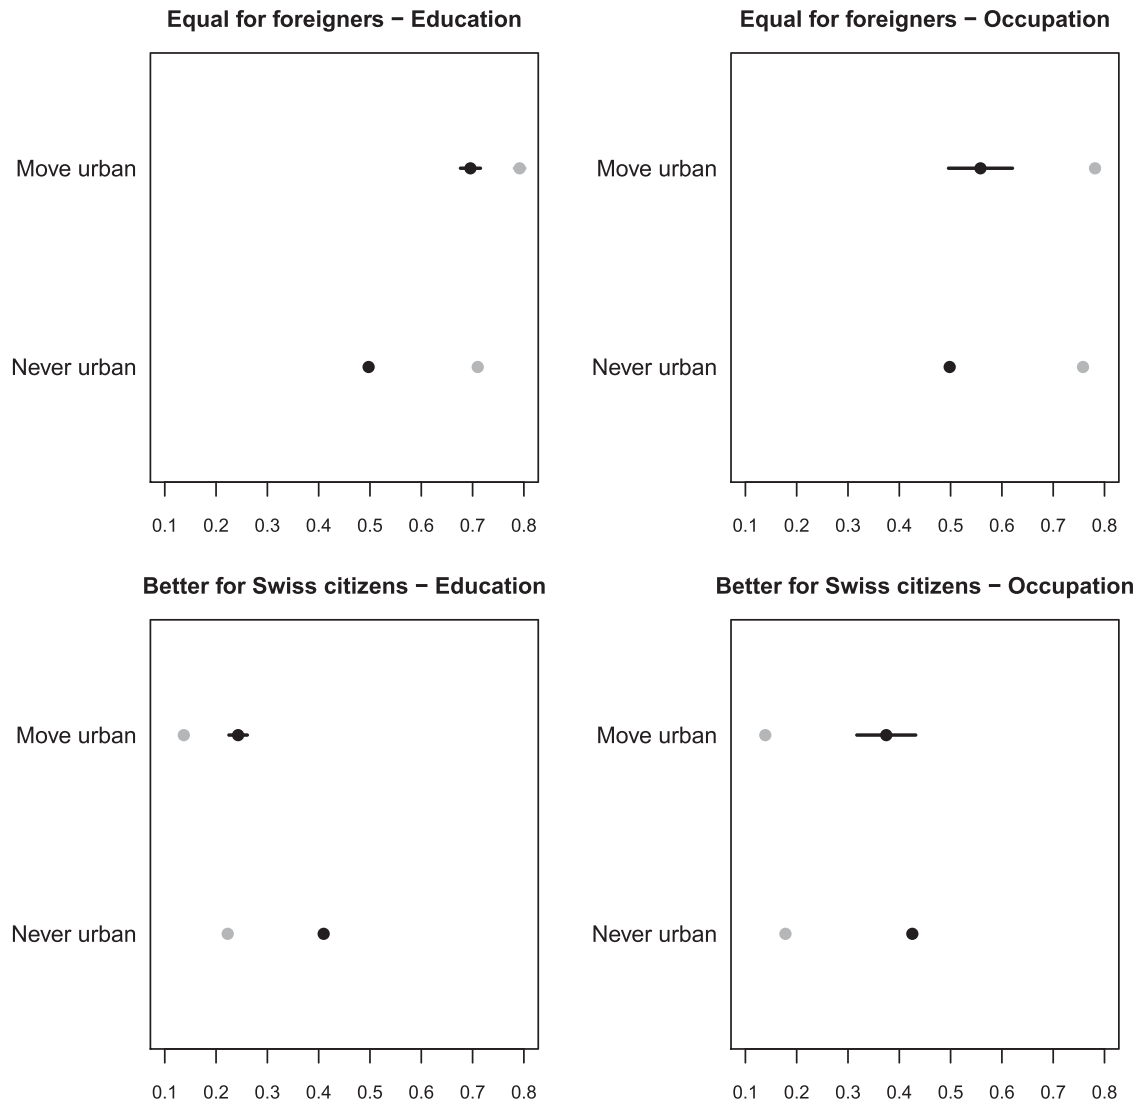 Equal for foreigners − Education
Move urban
Never urban
0.1 0.2 0.3 0.4 0.5 0.6 0.7 0.8
Equal for foreigners − Occupation
Move urban
Never urban
0.1 0.2 0.3 0.4 0.5 0.6 0.7 0.8
Better for Swiss citizens − Education
Move urban
Never urban
0.1 0.2 0.3 0.4 0.5 0.6 0.7 0.8
Better for Swiss citizens − Occupation
Move urban
Never urban
0.1 0.2 0.3 0.4 0.5 0.6 0.7 0.8